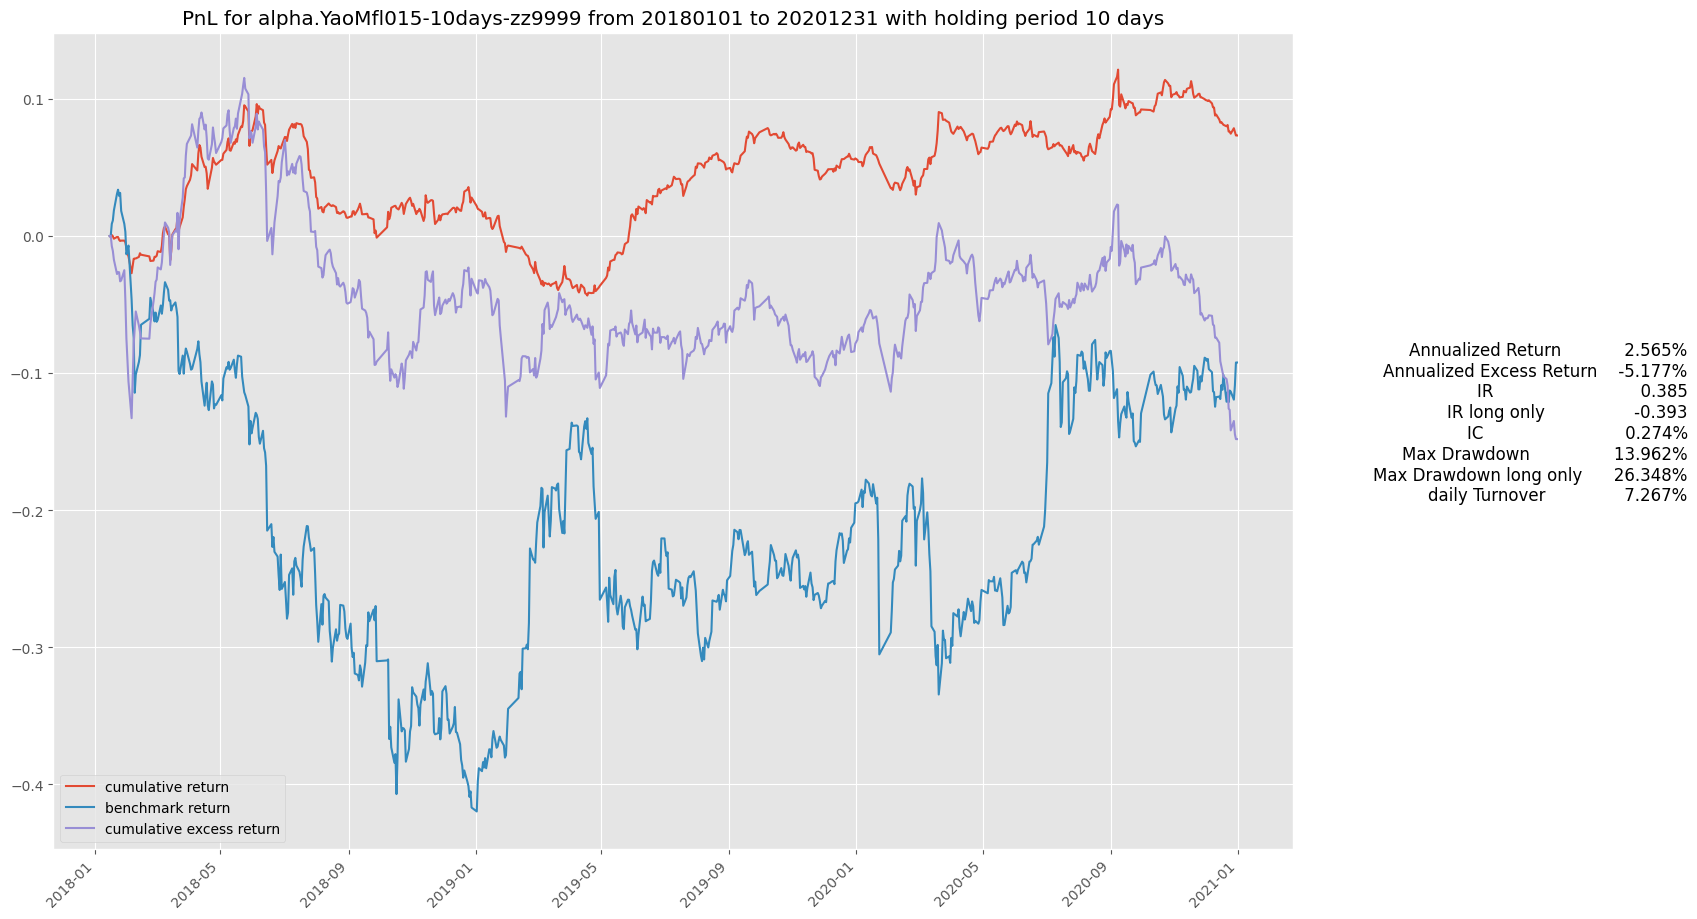 PnL for alpha.YaoMfl015-10days-zz9999 from 20180101 to 20201231 with holding period 10 days
0.1
0.0
−0.1
−0.2
−0.3
−0.4
Annualized Return 2.565%
Annualized Excess Return -5.177%
IR 0.385
IR long only -0.393
IC 0.274%
Max Drawdown 13.962%
Max Drawdown long only 26.348%
daily Turnover 7.267%
cumulative return
benchmark return
cumulative excess return
2018-01
2018-05
2018-09
2019-01
2019-05
2019-09
2020-01
2020-05
2020-09
2021-01